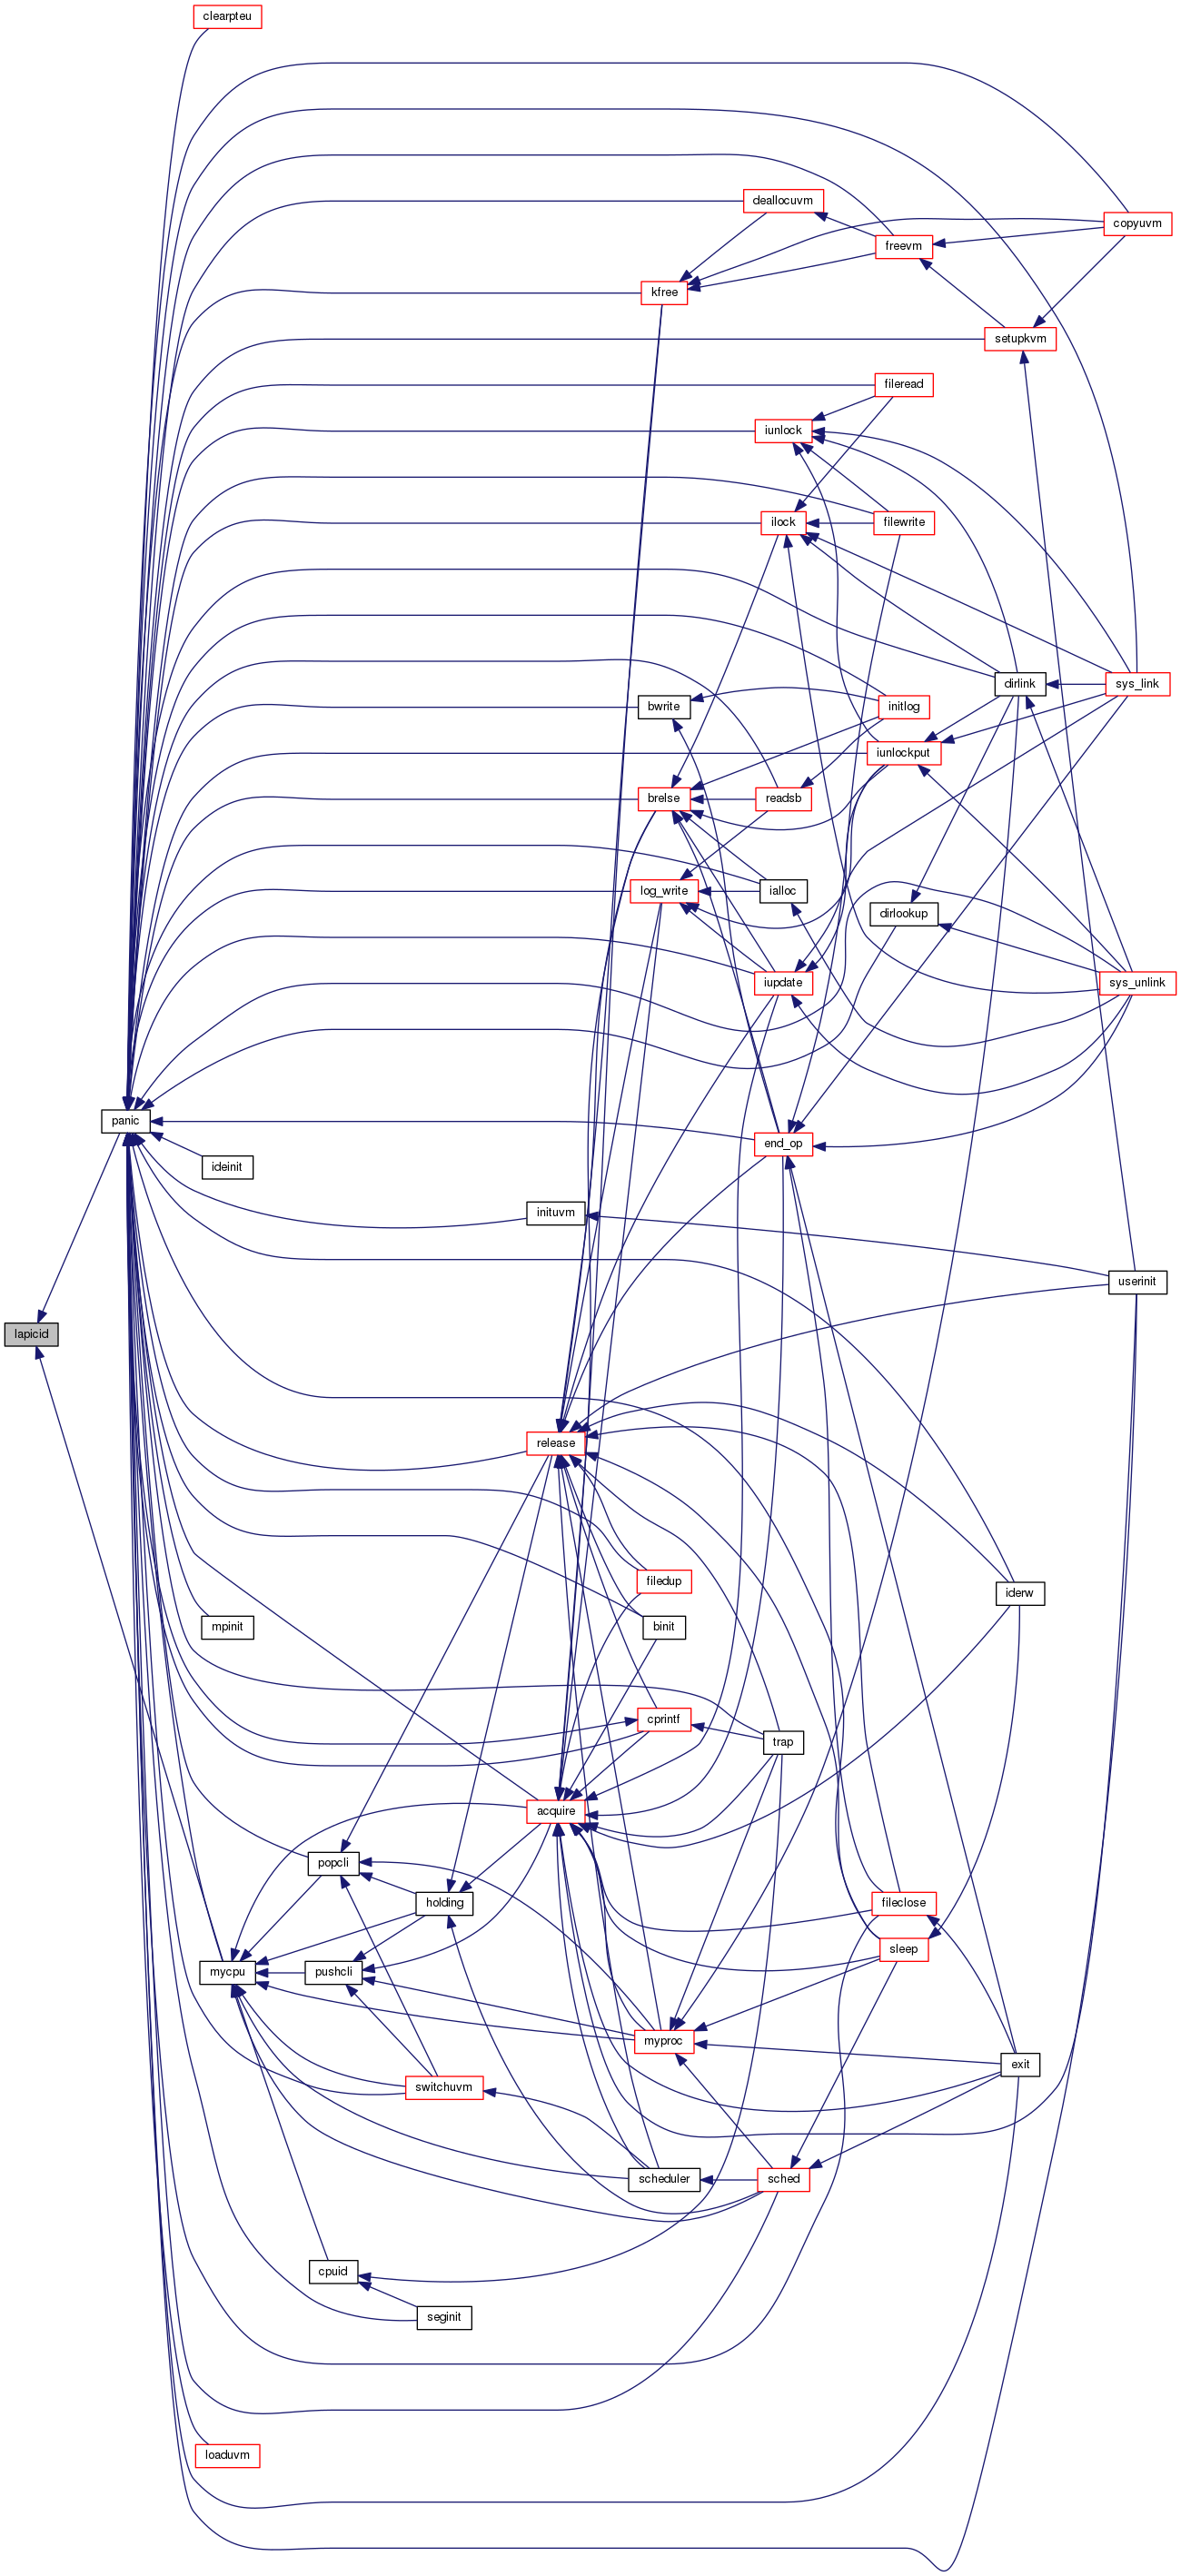 clearpteu
deallocuvm
copyuvm
freevm
kfree
setupkvm
fileread
iunlock
ilock
filewrite
dirlink
sys_link
bwrite
initlog
iunlockput
brelse
readsb
log_write
ialloc
dirlookup
iupdate
sys_unlink
panic
end_op
ideinit
inituvm
userinit
lapicid
release
filedup
iderw
mpinit
binit
cprintf
trap
acquire
popcli
holding
fileclose
sleep
mycpu
pushcli
myproc
exit
switchuvm
scheduler
sched
cpuid
seginit
loaduvm